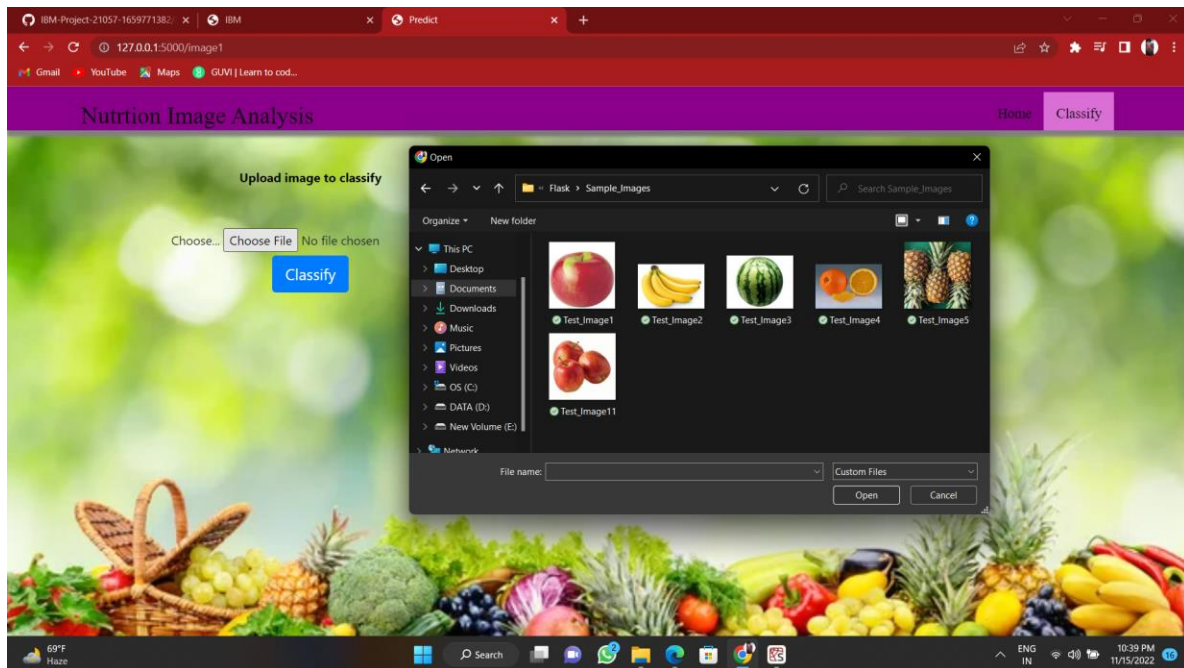 IBM-Project-21057-1659771382/
IBM
Predict
127.0.0.1:5000/image1
Gmail
YouTube
Maps
GUVI | Learn to cod...
Nutrtion Image Analysis
Home
Classify
Upload image to classify
Choose...
Choose File
No file chosen
Classify
Open
Flask > Sample_Images
Search Sample_Images
Organize
New folder
This PC
Desktop
Documents
Downloads
Music
Pictures
Videos
OS (C:)
DATA (D:)
New Volume (E:)
Network
Test_Image1
Test_Image2
Test_Image3
Test_Image4
Test_Image5
Test_Image11
File name:
Custom Files
Open
Cancel
69°F
Haze
Search
ENG
IN
10:39 PM
11/15/2022
16